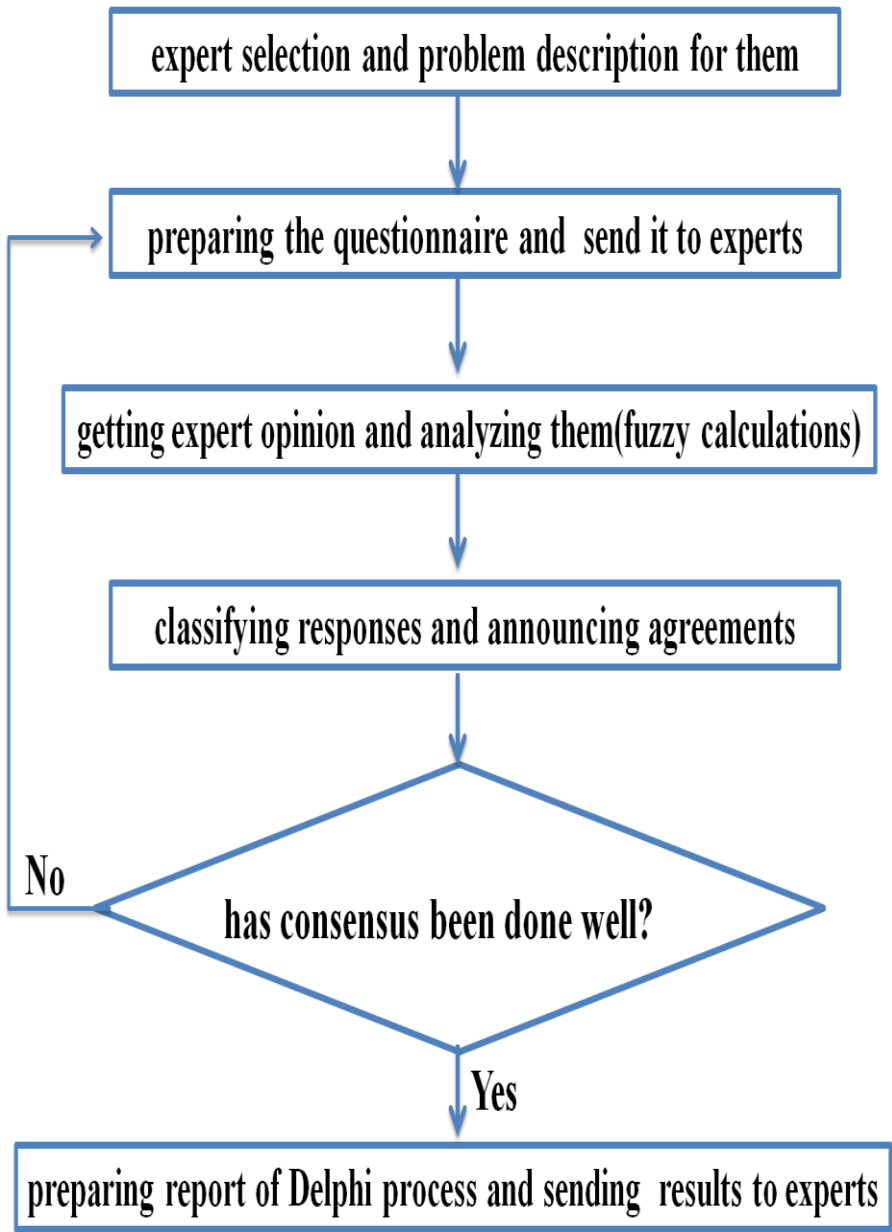 expert selection and problem description for them
preparing the questionnaire and send it to experts
getting expert opinion and analyzing them(fuzzy calculations)
classifying responses and announcing agreements
No
has consensus been done well?
Yes
preparing report of Delphi process and sending results to experts